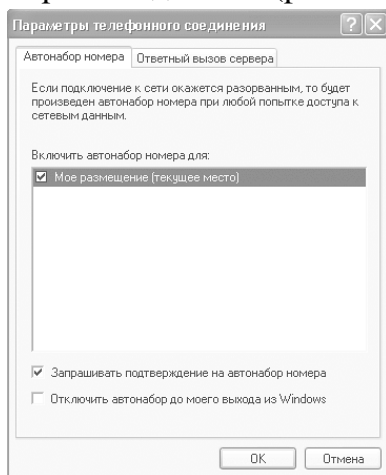 Параметры телефонного соединения
Автонабор номера Ответный вызов сервера
Если подключение к сети окажется разорванным, то будет
произведен автонабор номера при любой попытке доступа к
сетевым данным.
Включить автонабор номера для:
Мое размещение (текущее место)
Запрашивать подтверждение на автонабор номера
Отключить автонабор до моего выхода из Windows
OK Отмена